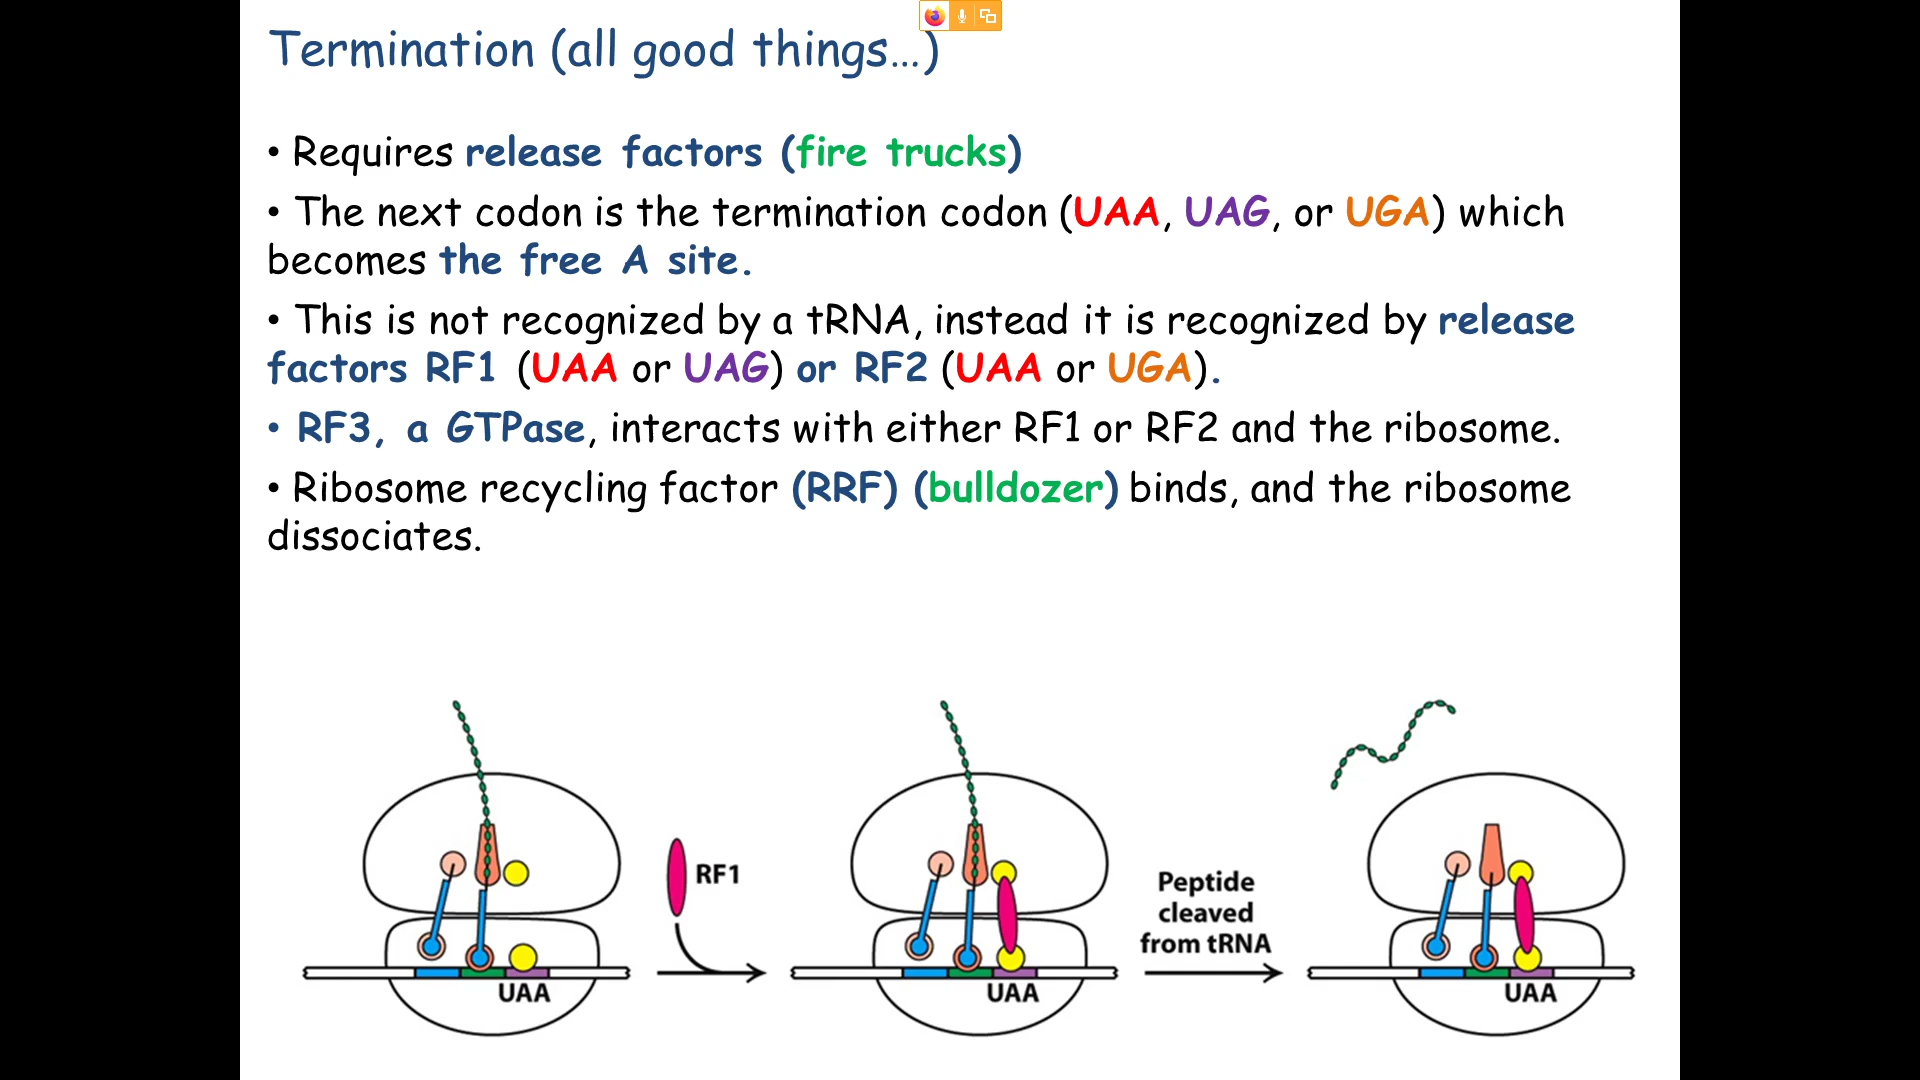 Termination (all good things…)
• Requires release factors (fire trucks)
• The next codon is the termination codon (UAA, UAG, or UGA) which
becomes the free A site.
• This is not recognized by a tRNA, instead it is recognized by release
factors RF1 (UAA or UAG) or RF2 (UAA or UGA).
• RF3, a GTPase, interacts with either RF1 or RF2 and the ribosome.
• Ribosome recycling factor (RRF) (bulldozer) binds, and the ribosome
dissociates.
RF1
Peptide
cleaved
from tRNA
UAA
UAA
UAA